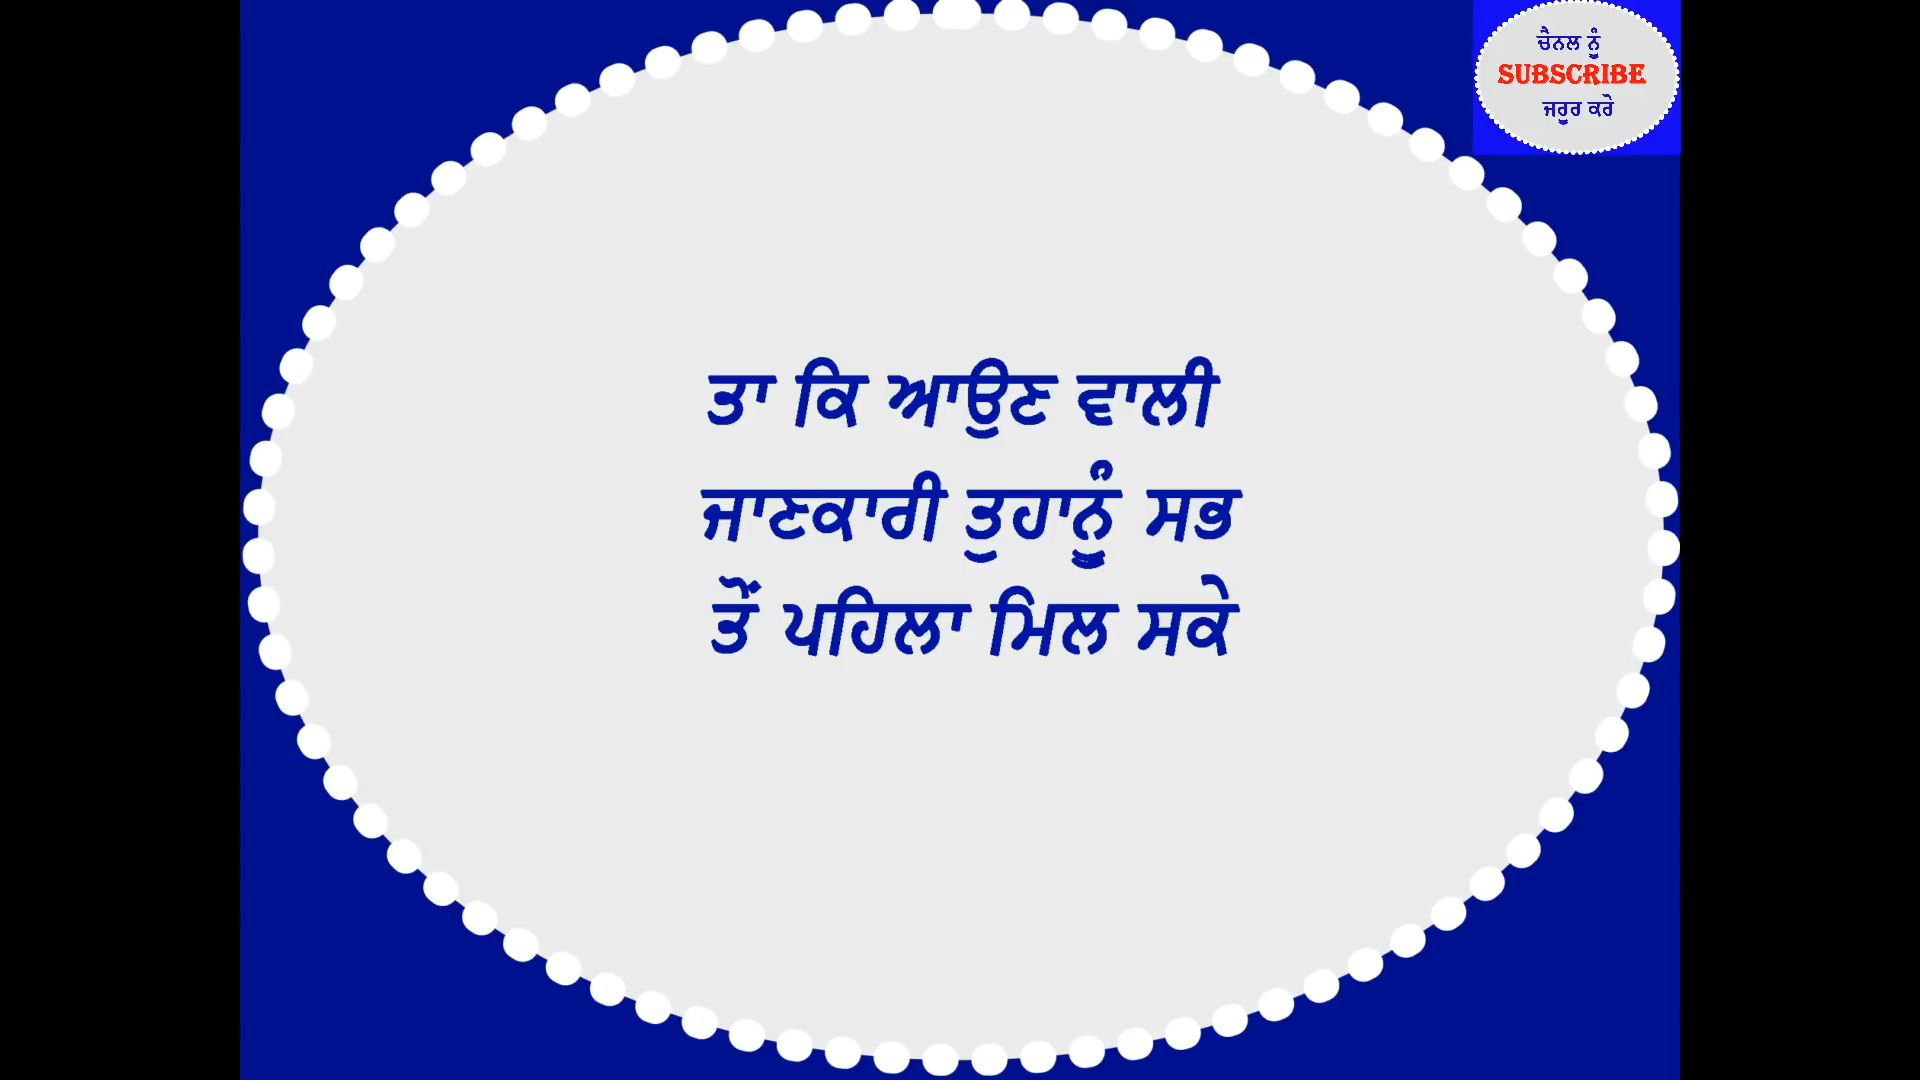 ਚੈਨਲ ਨੂੰ
SUBSCRIBE
ਜਰੂਰ ਕਰੋ
ਤਾ ਕਿ ਆਉਣ ਵਾਲੀ
ਜਾਣਕਾਰੀ ਤੁਹਾਨੂੰ ਸਭ
ਤੋਂ ਪਹਿਲਾ ਮਿਲ ਸਕੇ